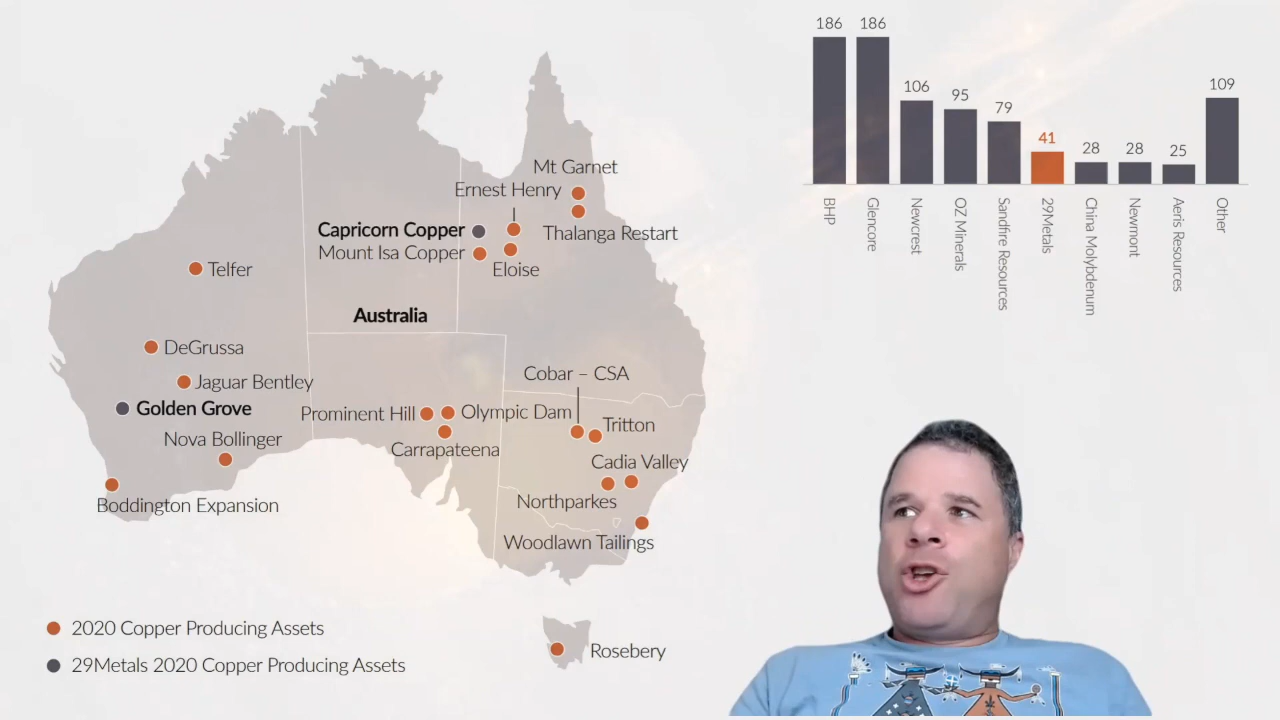 186
186
106
95
79
41
28
28
25
109
BHP
Glencore
Newcrest
OZ Minerals
Sandfire Resources
29Metals
China Molybdenum
Newmont
Aeris Resources
Other
Mt Garnet
Ernest Henry
Capricorn Copper
Thalanga Restart
Mount Isa Copper
Eloise
Telfer
Australia
DeGrussa
Cobar – CSA
Jaguar Bentley
Golden Grove
Prominent Hill
Olympic Dam
Tritton
Nova Bollinger
Carrapateena
Cadia Valley
Northparkes
Boddington Expansion
Woodlawn Tailings
2020 Copper Producing Assets
Rosebery
29Metals 2020 Copper Producing Assets